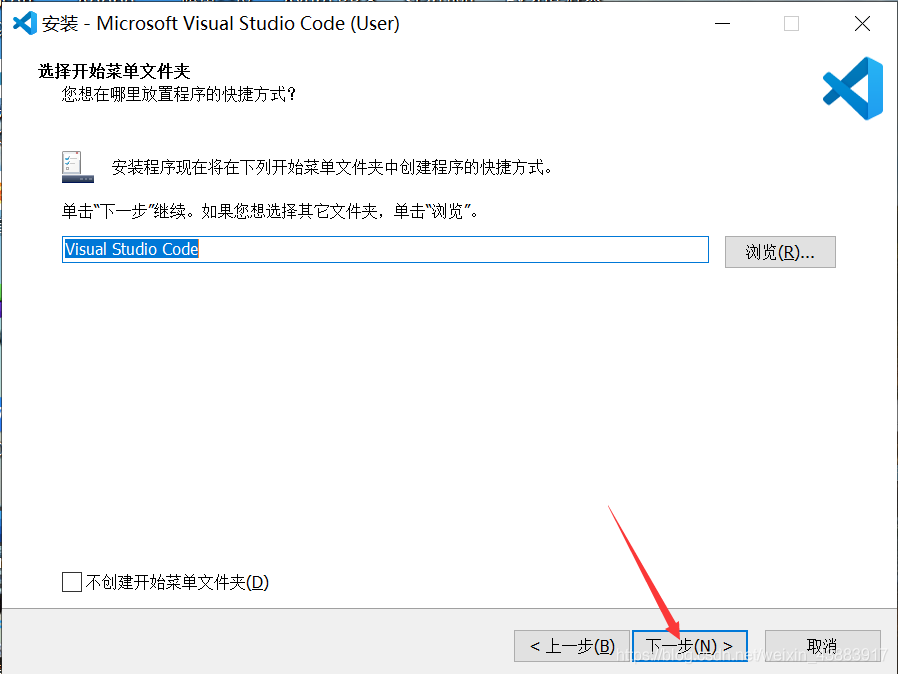 安装 - Microsoft Visual Studio Code (User)
选择开始菜单文件夹
您想在哪里放置程序的快捷方式？
安装程序现在将在下列开始菜单文件夹中创建程序的快捷方式。
单击“下一步”继续。如果您想选择其它文件夹，单击“浏览”。
Visual Studio Code
浏览(R)...
不创建开始菜单文件夹(D)
< 上一步(B)
下一步(N) >
取消